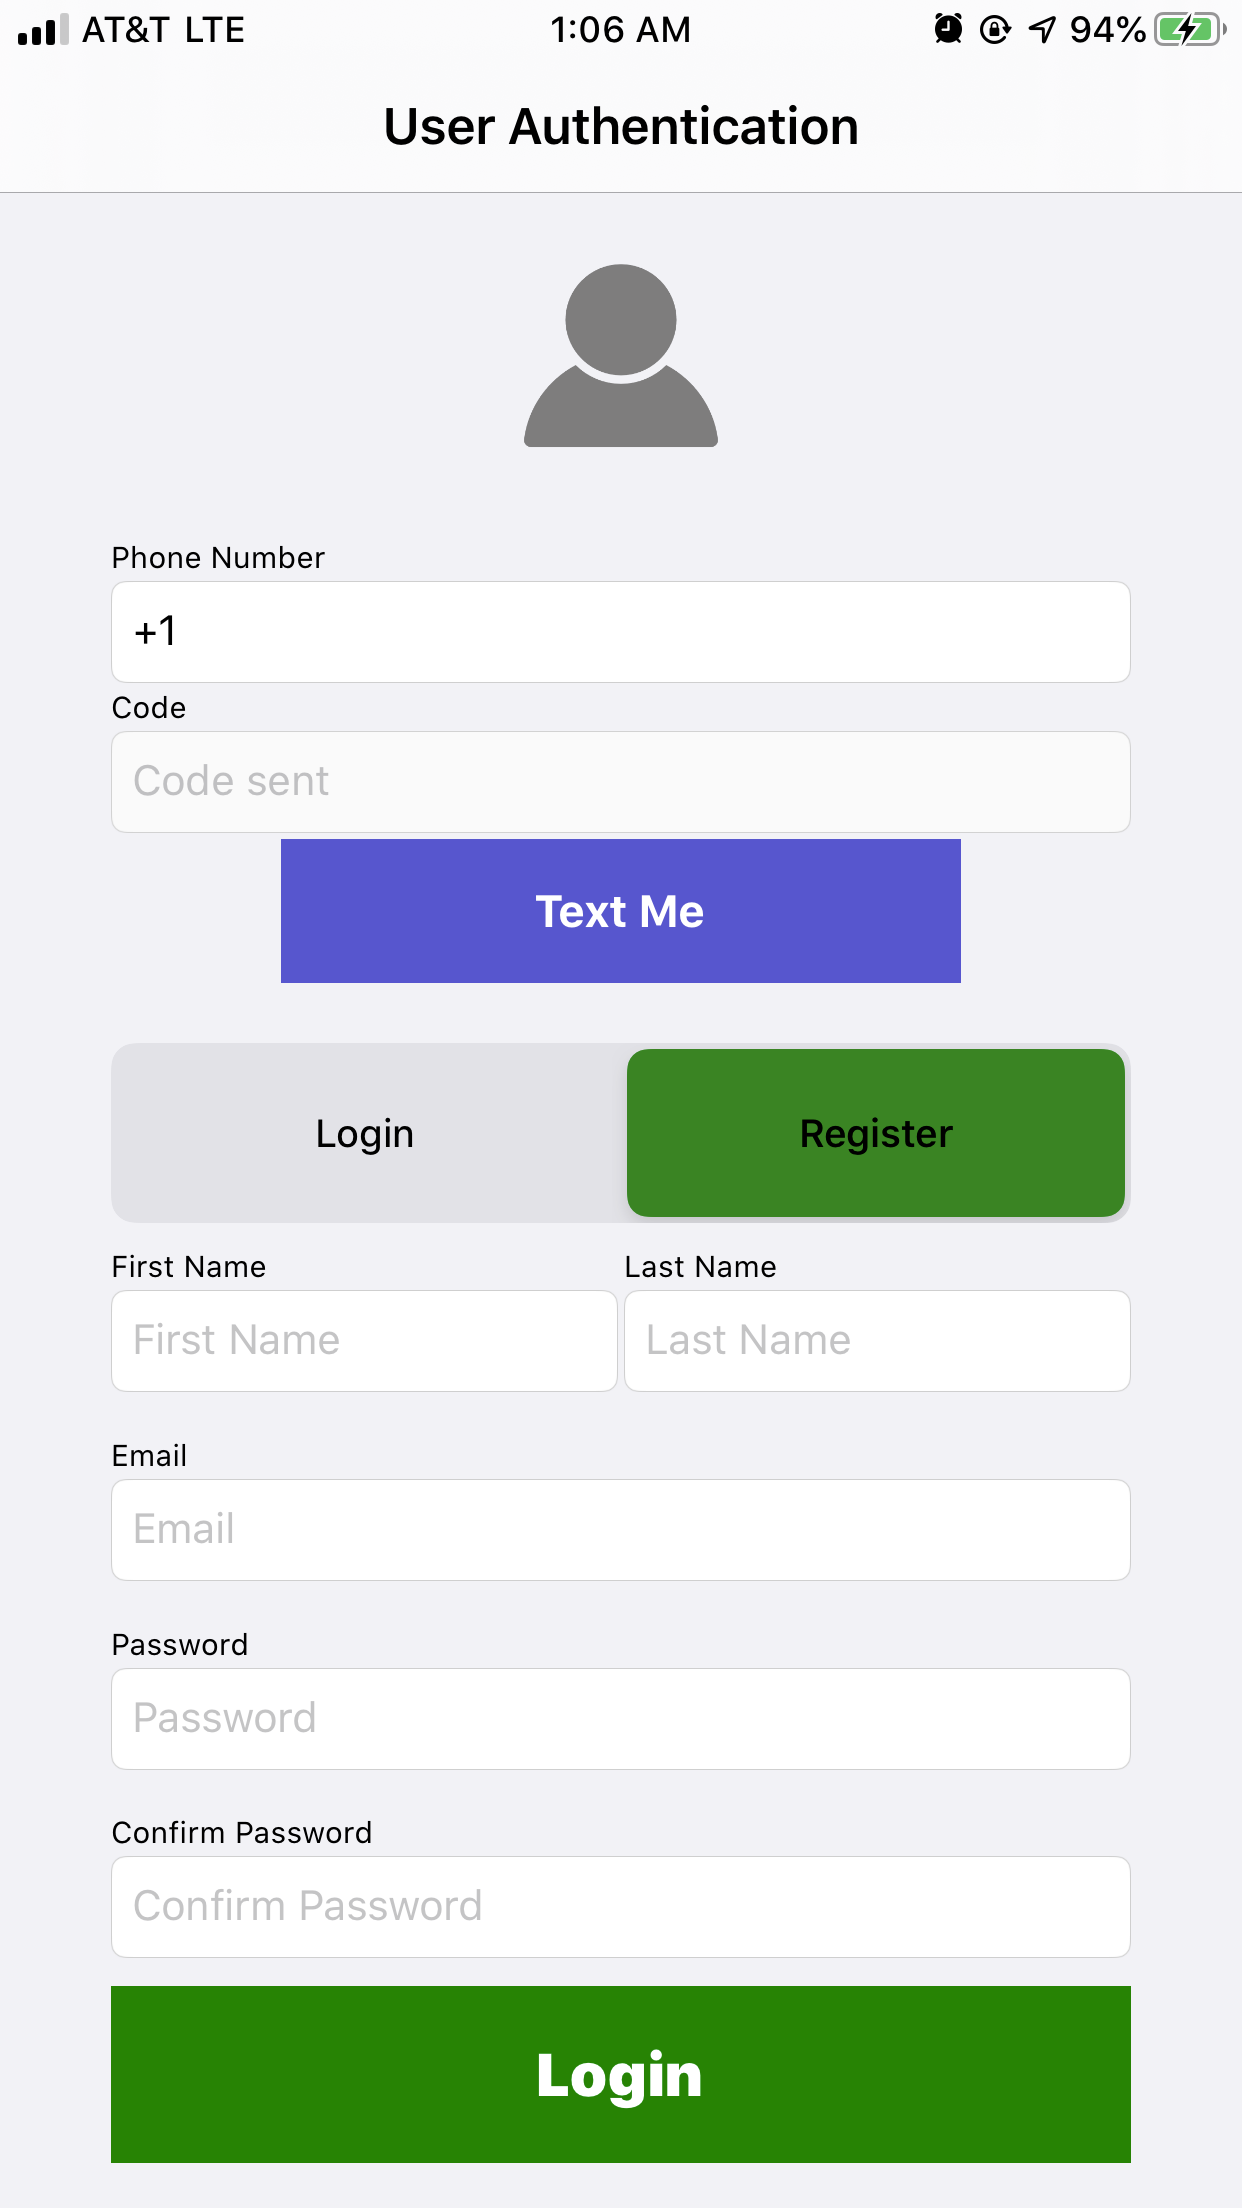 AT&T LTE 1:06 AM 94%
User Authentication
Phone Number
+1
Code
Code sent
Text Me
Login Register
First Name Last Name
First Name Last Name
Email
Email
Password
Password
Confirm Password
Confirm Password
Login